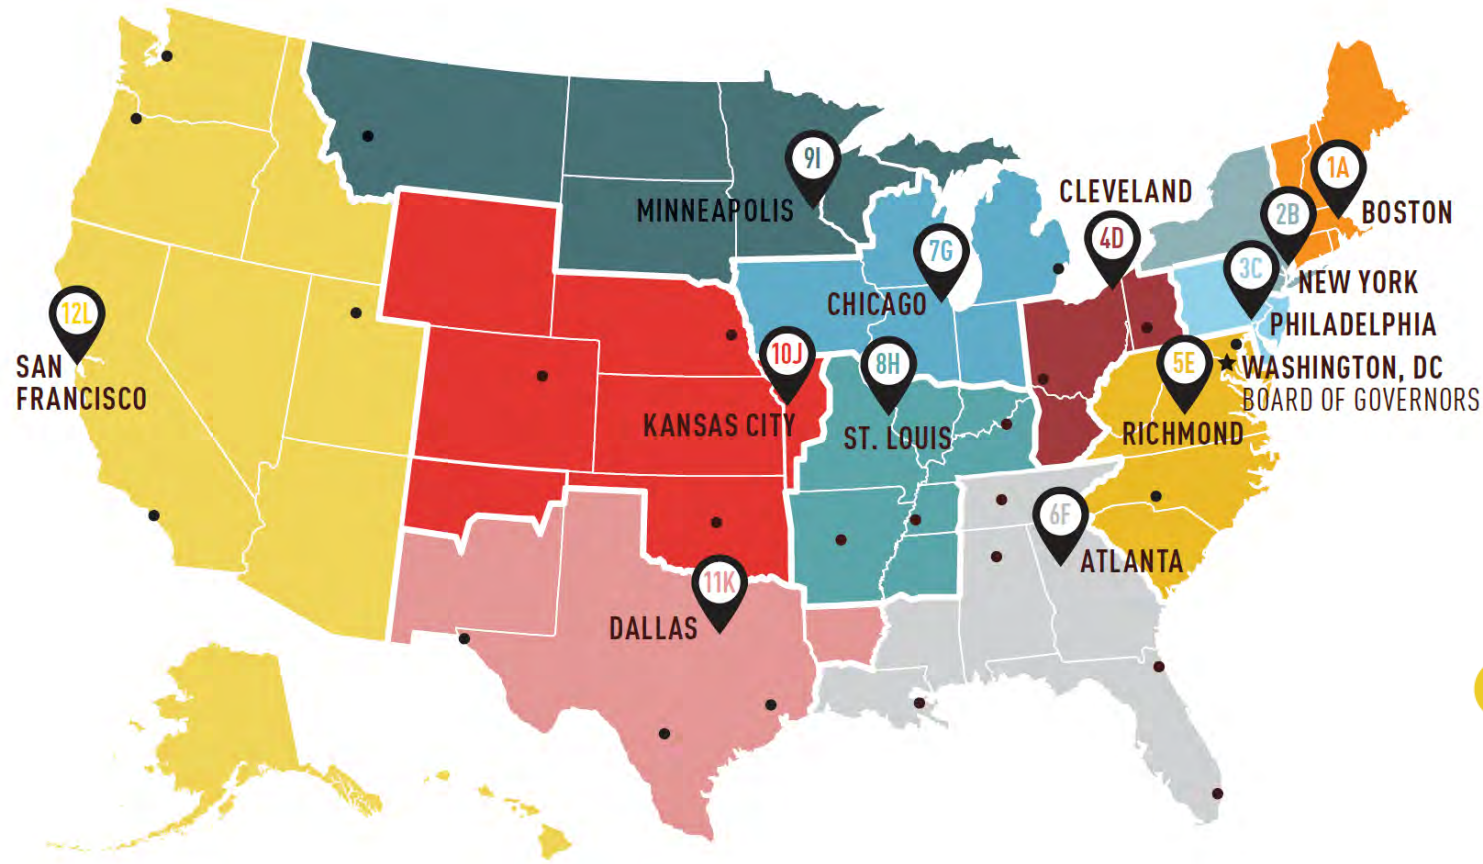 9I
MINNEAPOLIS
1A
BOSTON
CLEVELAND
4D
2B
NEW YORK
3C
PHILADELPHIA
7G
CHICAGO
12L
SAN
FRANCISCO
10J
KANSAS CITY
8H
ST. LOUIS
5E
RICHMOND
WASHINGTON, DC
BOARD OF GOVERNORS
6F
ATLANTA
11K
DALLAS